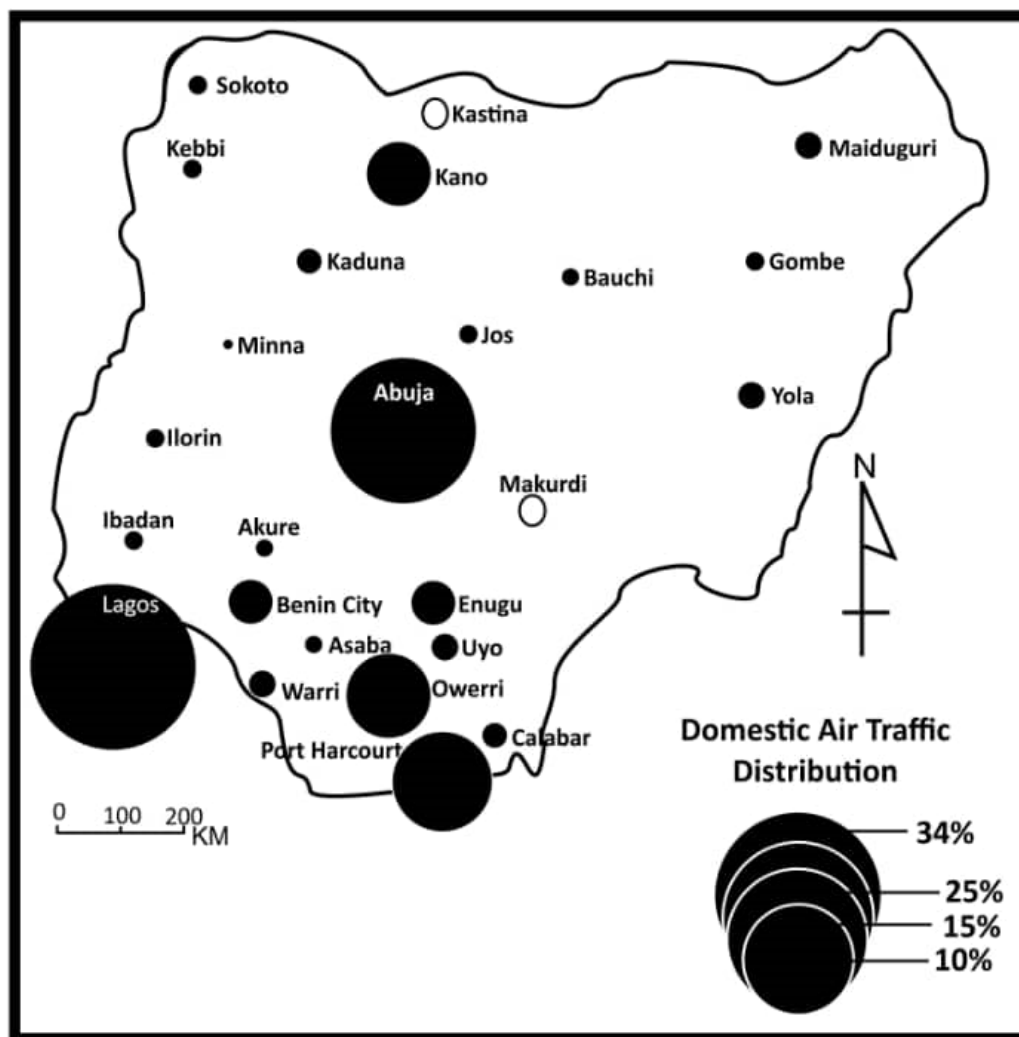 Sokoto
Kastina
Kebbi
Maiduguri
Kano
Kaduna
Gombe
Bauchi
Jos
Minna
Abuja
Yola
Ilorin
N
Makurdi
Ibadan
Akure
Lagos
Benin City
Enugu
Asaba
Uyo
Warri
Owerri
Calabar
Port Harcourt
Domestic Air Traffic
Distribution
0 100 200
KM
34%
25%
15%
10%